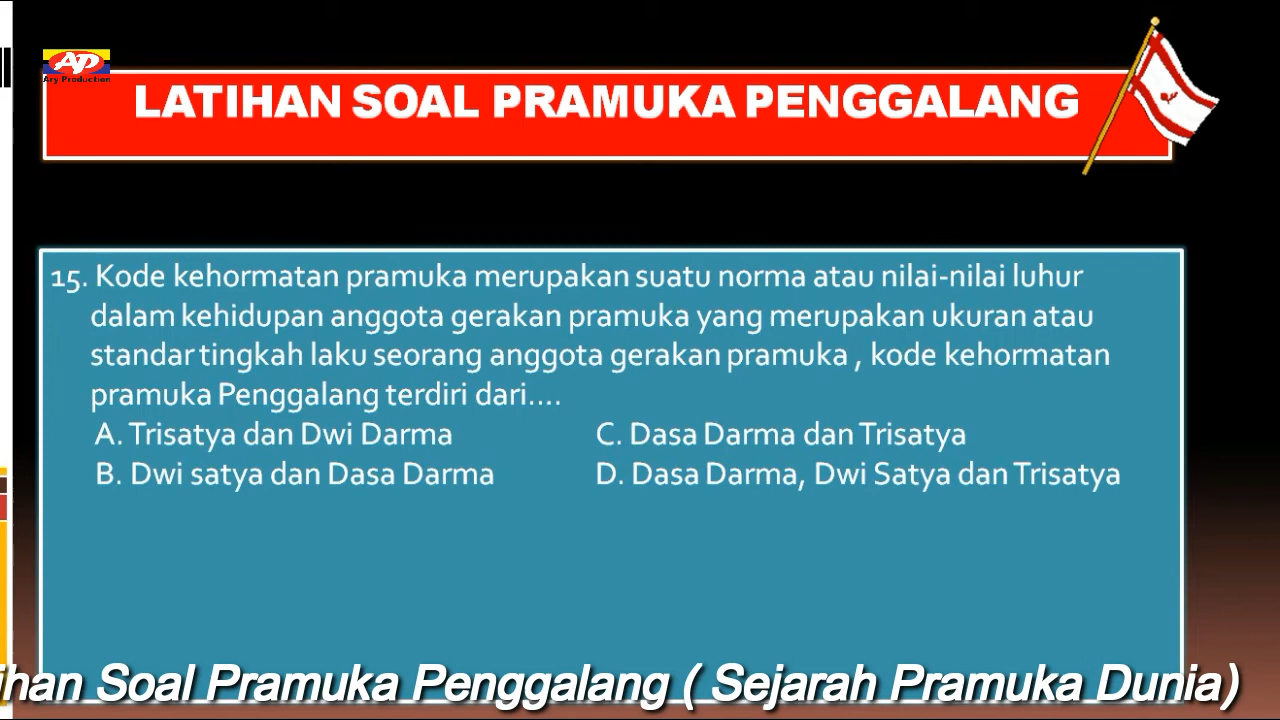 AP
Ary Production
LATIHAN SOAL PRAMUKA PENGGALANG
15. Kode kehormatan pramuka merupakan suatu norma atau nilai-nilai luhur
dalam kehidupan anggota gerakan pramuka yang merupakan ukuran atau
standar tingkah laku seorang anggota gerakan pramuka , kode kehormatan
pramuka Penggalang terdiri dari....
A. Trisatya dan Dwi Darma
C. Dasa Darma dan Trisatya
B. Dwi satya dan Dasa Darma
D. Dasa Darma, Dwi Satya dan Trisatya
ihan Soal Pramuka Penggalang ( Sejarah Pramuka Dunia)